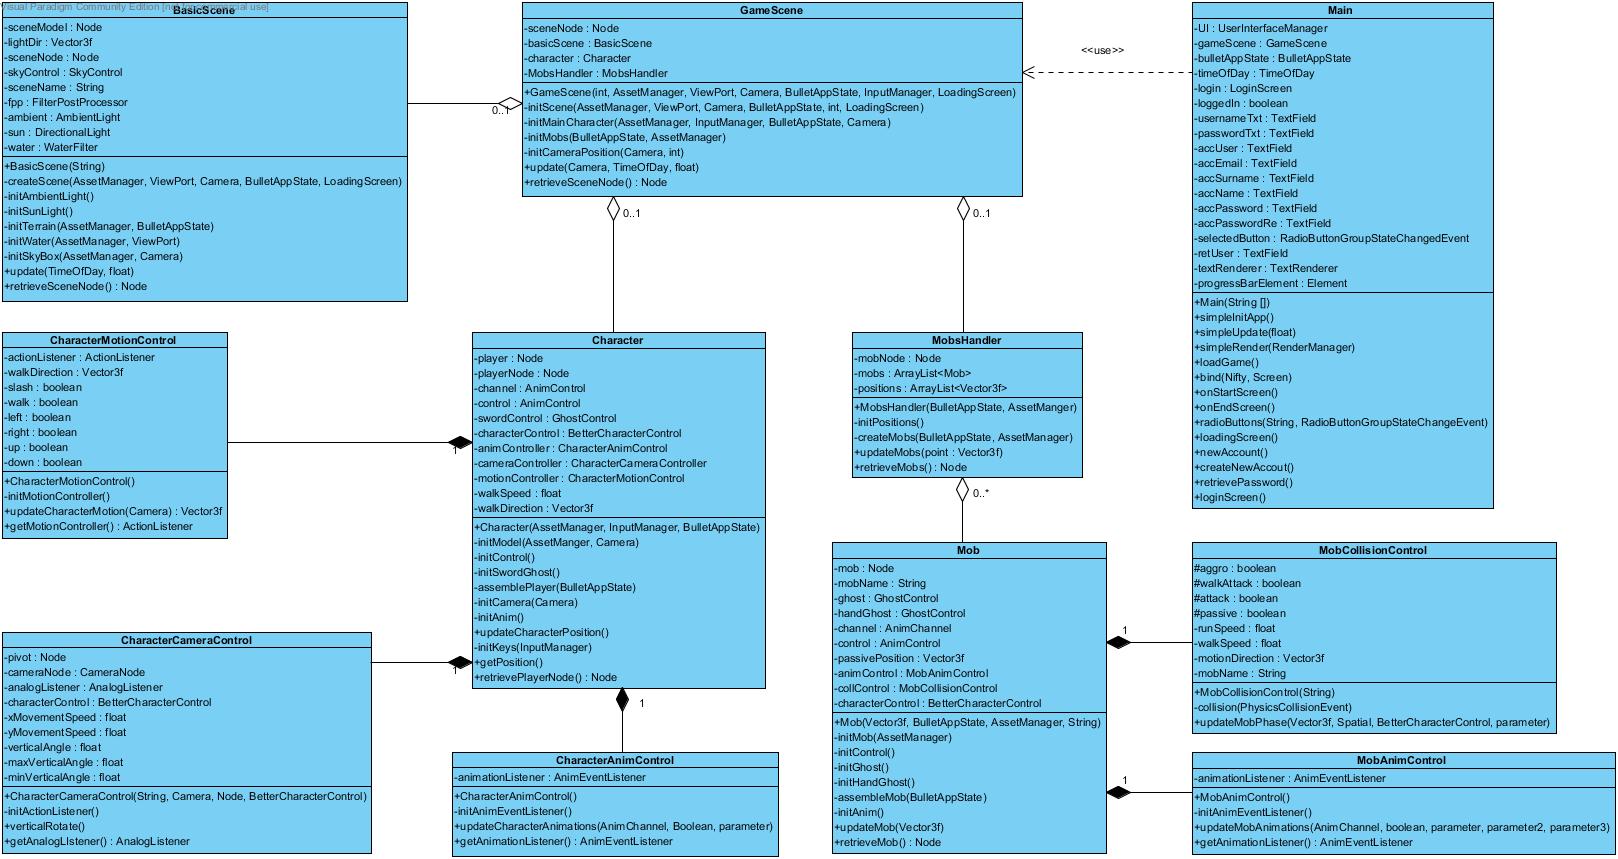 Visual Paradigm Community Edition [not for commercial use]
BasicScene
-sceneModel : Node
-lightDir : Vector3f
-sceneNode : Node
-skyControl : SkyControl
-sceneName : String
-fpp : FilterPostProcessor
-ambient : AmbientLight
-sun : DirectionalLight
-water : WaterFilter
+BasicScene(String)
-createScene(AssetManager, ViewPort, Camera, BulletAppState, LoadingScreen)
-initAmbientLight()
-initSunLight()
-initTerrain(AssetManager, BulletAppState)
-initWater(AssetManager, ViewPort)
-initSkyBox(AssetManager, Camera)
+update(TimeOfDay, float)
+retrieveSceneNode() : Node
0..1
GameScene
-sceneNode : Node
-basicScene : BasicScene
-character : Character
-MobsHandler : MobsHandler
+GameScene(int, AssetManager, ViewPort, Camera, BulletAppState, InputManager, LoadingScreen)
-initScene(AssetManager, ViewPort, Camera, BulletAppState, int, LoadingScreen)
-initMainCharacter(AssetManager, InputManager, BulletAppState, Camera)
-initMobs(BulletAppState, AssetManager)
-initCameraPosition(Camera, int)
+update(Camera, TimeOfDay, float)
+retrieveSceneNode() : Node
0..1
0..1
<<use>>
Main
-UI : UserInterfaceManager
-gameScene : GameScene
-bulletAppState : BulletAppState
-timeOfDay : TimeOfDay
-login : LoginScreen
-loggedIn : boolean
-usernameTxt : TextField
-passwordTxt : TextField
-accUser : TextField
-accEmail : TextField
-accSurname : TextField
-accName : TextField
-accPassword : TextField
-accPasswordRe : TextField
-selectedButton : RadioButtonGroupStateChangedEvent
-retUser : TextField
-textRenderer : TextRenderer
-progressBarElement : Element
+Main(String [])
+simpleInitApp()
+simpleUpdate(float)
+simpleRender(RenderManager)
+loadGame()
+bind(Nifty, Screen)
+onStartScreen()
+onEndScreen()
+radioButtons(String, RadioButtonGroupStateChangeEvent)
+loadingScreen()
+newAccount()
+createNewAccout()
+retrievePassword()
+loginScreen()
CharacterMotionControl
-actionListener : ActionListener
-walkDirection : Vector3f
-slash : boolean
-walk : boolean
-left : boolean
-right : boolean
-up : boolean
-down : boolean
+CharacterMotionControl()
-initMotionController()
+updateCharacterMotion(Camera) : Vector3f
+getMotionController() : ActionListener
1
Character
-player : Node
-playerNode : Node
-channel : AnimControl
-control : AnimControl
-swordControl : GhostControl
-characterControl : BetterCharacterControl
-animController : CharacterAnimControl
-cameraController : CharacterCameraController
-motionController : CharacterMotionControl
-walkSpeed : float
-walkDirection : Vector3f
+Character(AssetManager, InputManager, BulletAppState)
-initModel(AssetManger, Camera)
-initControl()
-initSwordGhost()
-assemblePlayer(BulletAppState)
-initCamera(Camera)
-initAnim()
+updateCharacterPosition()
-initKeys(InputManager)
+getPosition()
+retrievePlayerNode() : Node
MobsHandler
-mobNode : Node
-mobs : ArrayList<Mob>
-positions : ArrayList<Vector3f>
+MobsHandler(BulletAppState, AssetManger)
-initPositions()
-createMobs(BulletAppState, AssetManager)
+updateMobs(point : Vector3f)
+retrieveMobs() : Node
0..*
Mob
-mob : Node
-mobName : String
-ghost : GhostControl
-handGhost : GhostControl
-channel : AnimChannel
-control : AnimControl
-passivePosition : Vector3f
-animControl : MobAnimControl
-collControl : MobCollisionControl
-characterControl : BetterCharacterControl
+Mob(Vector3f, BulletAppState, AssetManager, String)
-initMob(AssetManager)
-initControl()
-initGhost()
-initHandGhost()
-assembleMob(BulletAppState)
-initAnim()
+updateMob(Vector3f)
+retrieveMob() : Node
1
1
MobCollisionControl
#aggro : boolean
#walkAttack : boolean
#attack : boolean
#passive : boolean
-runSpeed : float
-walkSpeed : float
-motionDirection : Vector3f
-mobName : String
+MobCollisionControl(String)
-collision(PhysicsCollisionEvent)
+updateMobPhase(Vector3f, Spatial, BetterCharacterControl, parameter)
CharacterCameraControl
-pivot : Node
-cameraNode : CameraNode
-analogListener : AnalogListener
-characterControl : BetterCharacterControl
-xMovementSpeed : float
-yMovementSpeed : float
-verticalAngle : float
-maxVerticalAngle : float
-minVerticalAngle : float
+CharacterCameraControl(String, Camera, Node, BetterCharacterControl)
-initActionListener()
+verticalRotate()
+getAnalogLIstener() : AnalogListener
1
1
CharacterAnimControl
-animationListener : AnimEventListener
+CharacterAnimControl()
-initAnimEventListener()
+updateCharacterAnimations(AnimChannel, Boolean, parameter)
+getAnimationListener() : AnimEventListener
MobAnimControl
-animationListener : AnimEventListener
+MobAnimControl()
-initAnimEventListener()
+updateMobAnimations(AnimChannel, boolean, parameter, parameter2, parameter3)
+getAnimationListener() : AnimEventListener